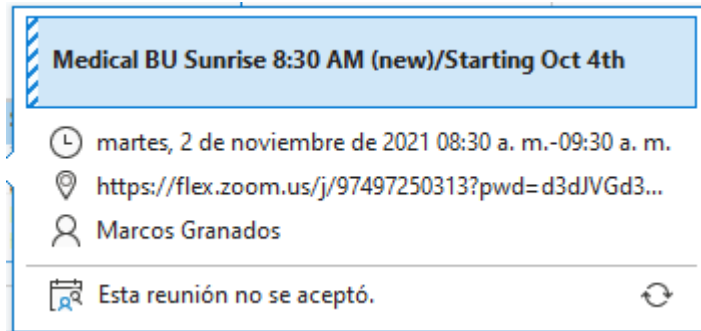 Medical BU Sunrise 8:30 AM (new)/Starting Oct 4th
martes, 2 de noviembre de 2021 08:30 a. m.-09:30 a. m.
https://flex.zoom.us/j/97497250313?pwd=d3dJVGd3...
Marcos Granados
Esta reunión no se aceptó.